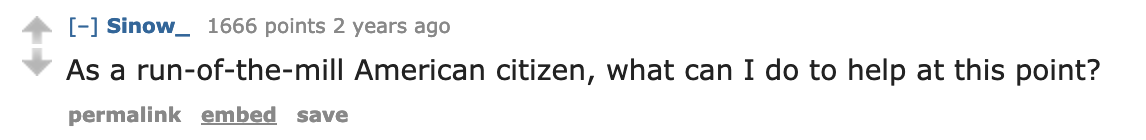 [–] Sinow_ 1666 points 2 years ago
As a run-of-the-mill American citizen, what can I do to help at this point?
permalink embed save